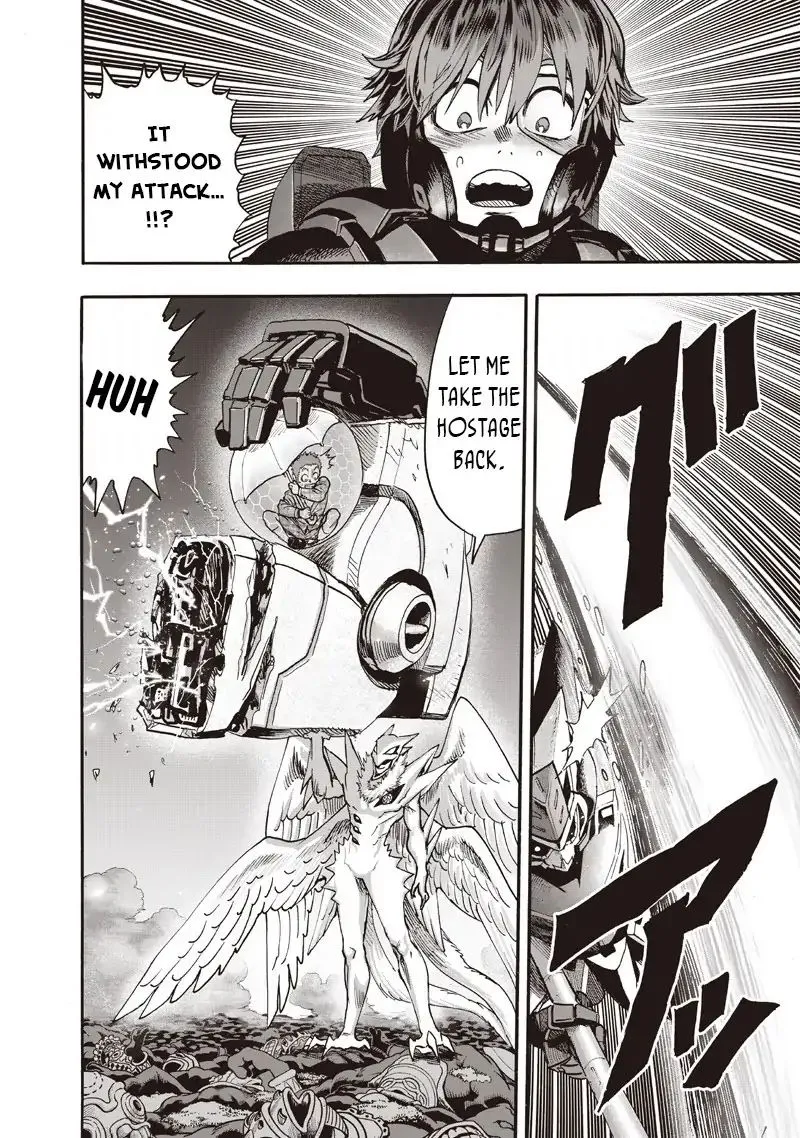 IT
WITHSTOOD
MY ATTACK...
!!?
グアッ
LET ME
TAKE THE
HOSTAGE
BACK.
HUH